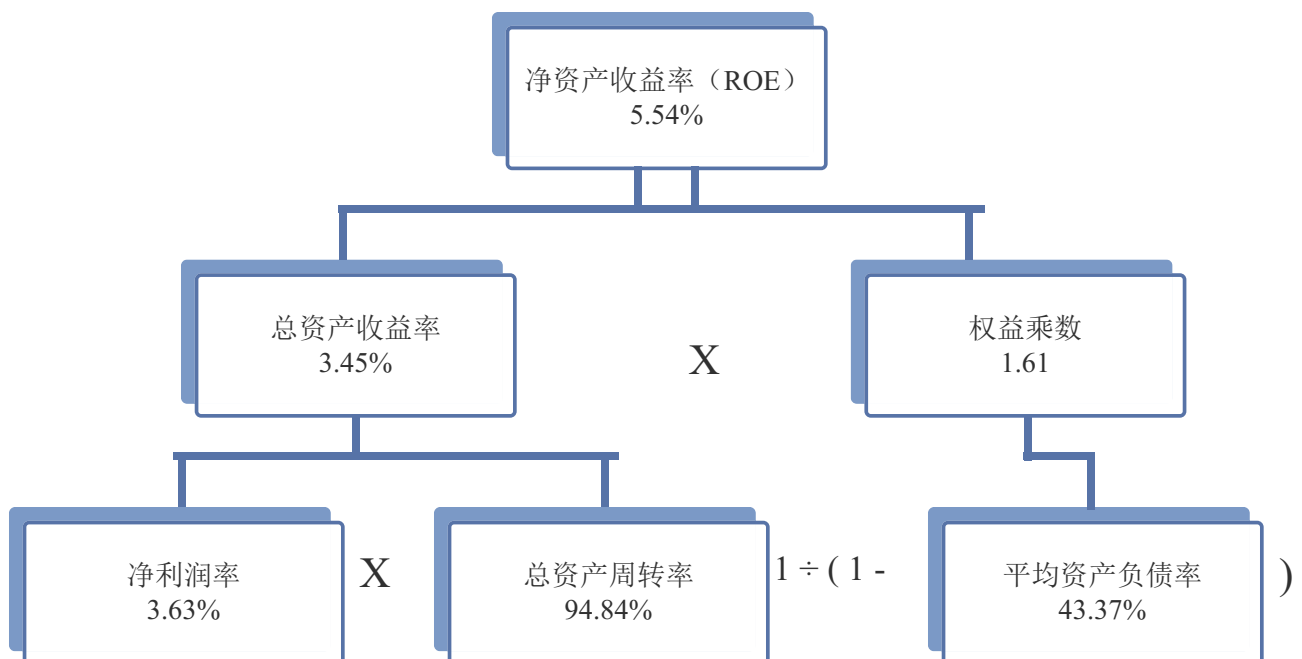 净资产收益率（ROE）
5.54%
总资产收益率
3.45%
X
权益乘数
1.61
净利润率
3.63%
X
总资产周转率
94.84%
1 ÷ ( 1 -
平均资产负债率
43.37%
)